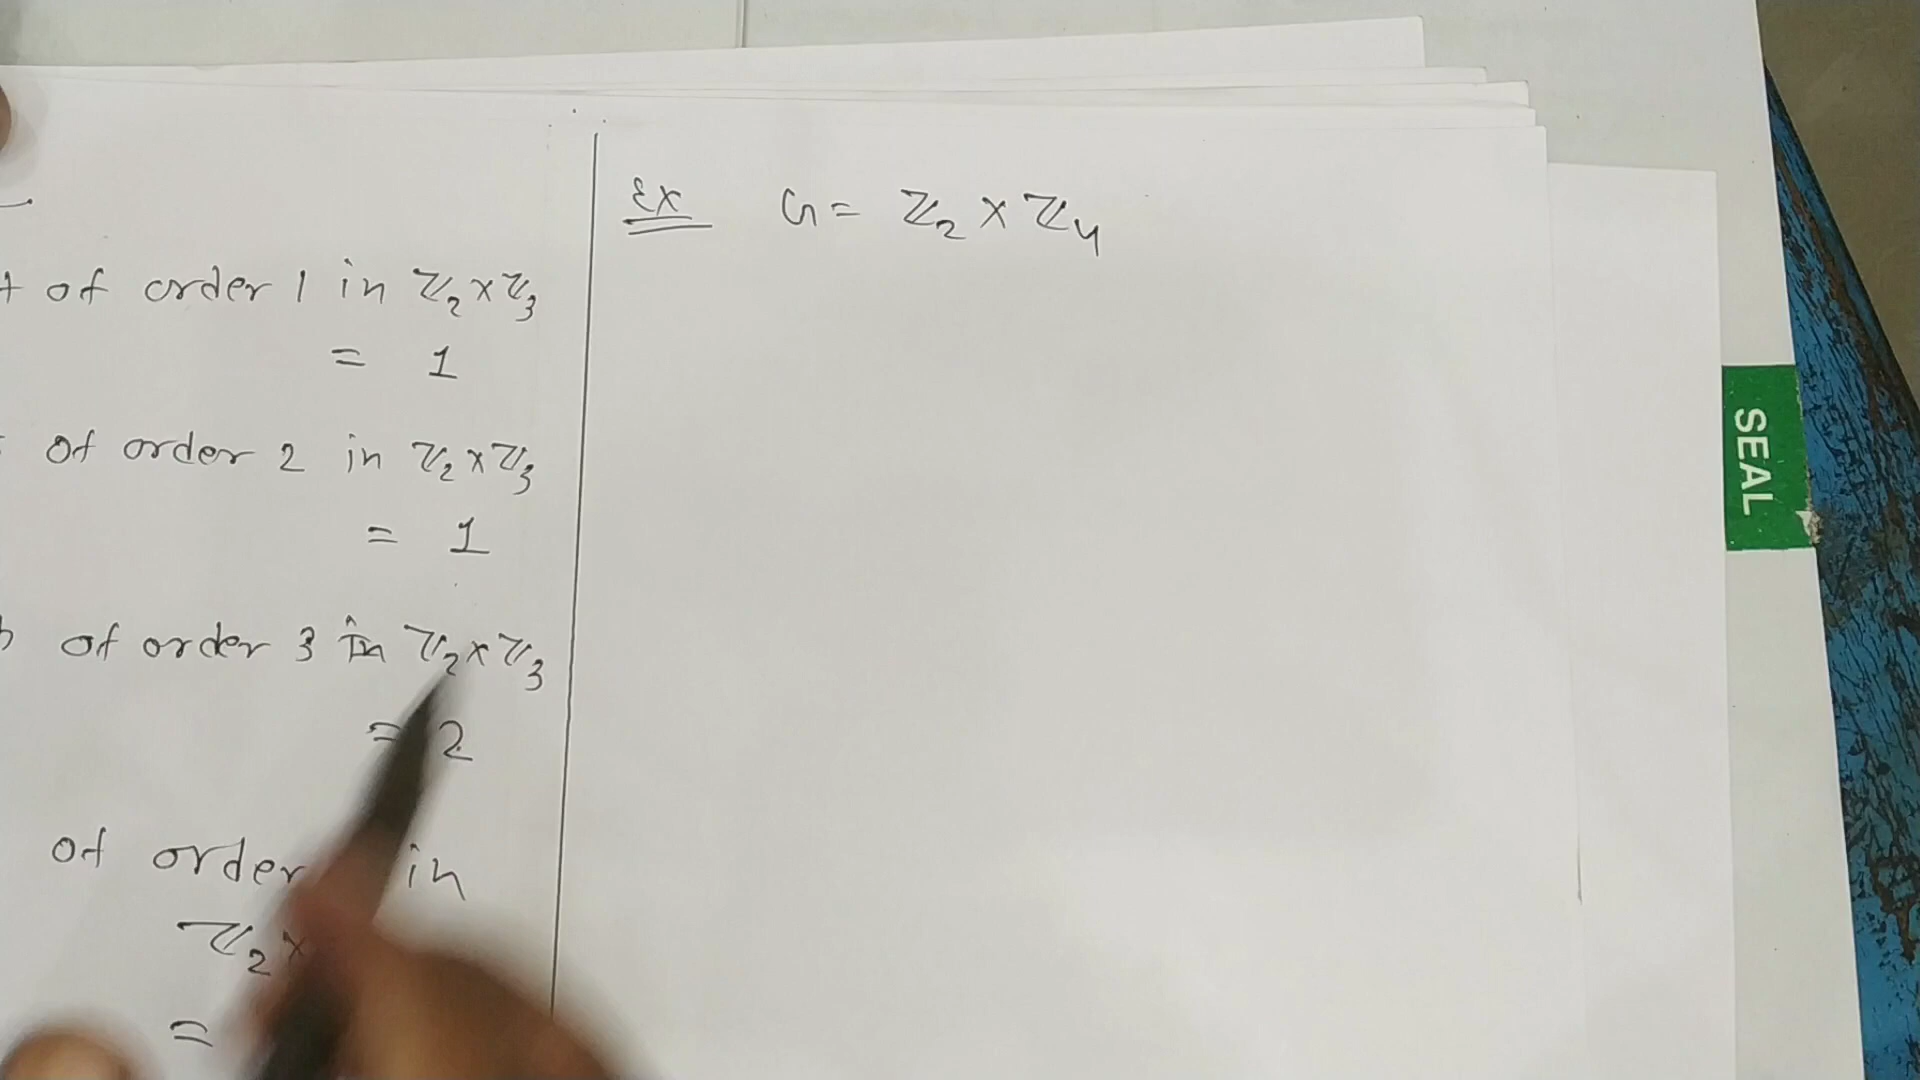 of order 1 in ℤ₂×ℤ₃
= 1
of order 2 in ℤ₂×ℤ₃
= 1
of order 3 in ℤ₂×ℤ₃
= 2
of order in
ℤ₂×
=
Ex G = ℤ₂ × ℤ₄
SEAL